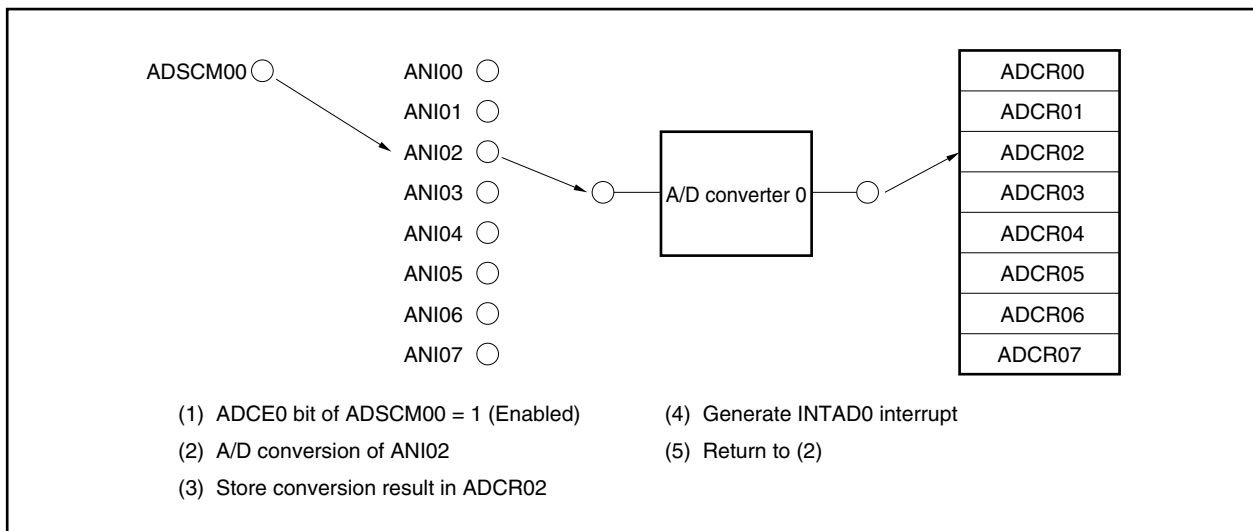 ADSCM00
ANI00
ANI01
ANI02
ANI03
ANI04
ANI05
ANI06
ANI07
A/D converter 0
ADCR00
ADCR01
ADCR02
ADCR03
ADCR04
ADCR05
ADCR06
ADCR07
(1) ADCE0 bit of ADSCM00 = 1 (Enabled)
(2) A/D conversion of ANI02
(3) Store conversion result in ADCR02
(4) Generate INTAD0 interrupt
(5) Return to (2)